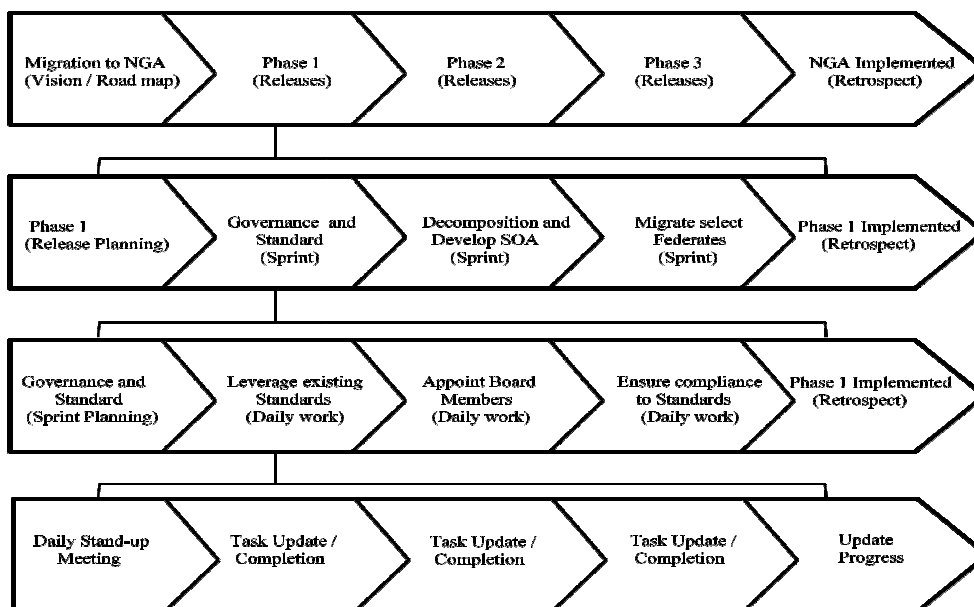 Migration to NGA
(Vision / Road map)
Phase 1
(Releases)
Phase 2
(Releases)
Phase 3
(Releases)
NGA Implemented
(Retrospect)
Phase 1
(Release Planning)
Governance and
Standard
(Sprint)
Decomposition and
Develop SOA
(Sprint)
Migrate select
Federates
(Sprint)
Phase 1 Implemented
(Retrospect)
Governance and
Standard
(Sprint Planning)
Leverage existing
Standards
(Daily work)
Appoint Board
Members
(Daily work)
Ensure compliance
to Standards
(Daily work)
Phase 1 Implemented
(Retrospect)
Daily Stand-up
Meeting
Task Update /
Completion
Task Update /
Completion
Task Update /
Completion
Update
Progress